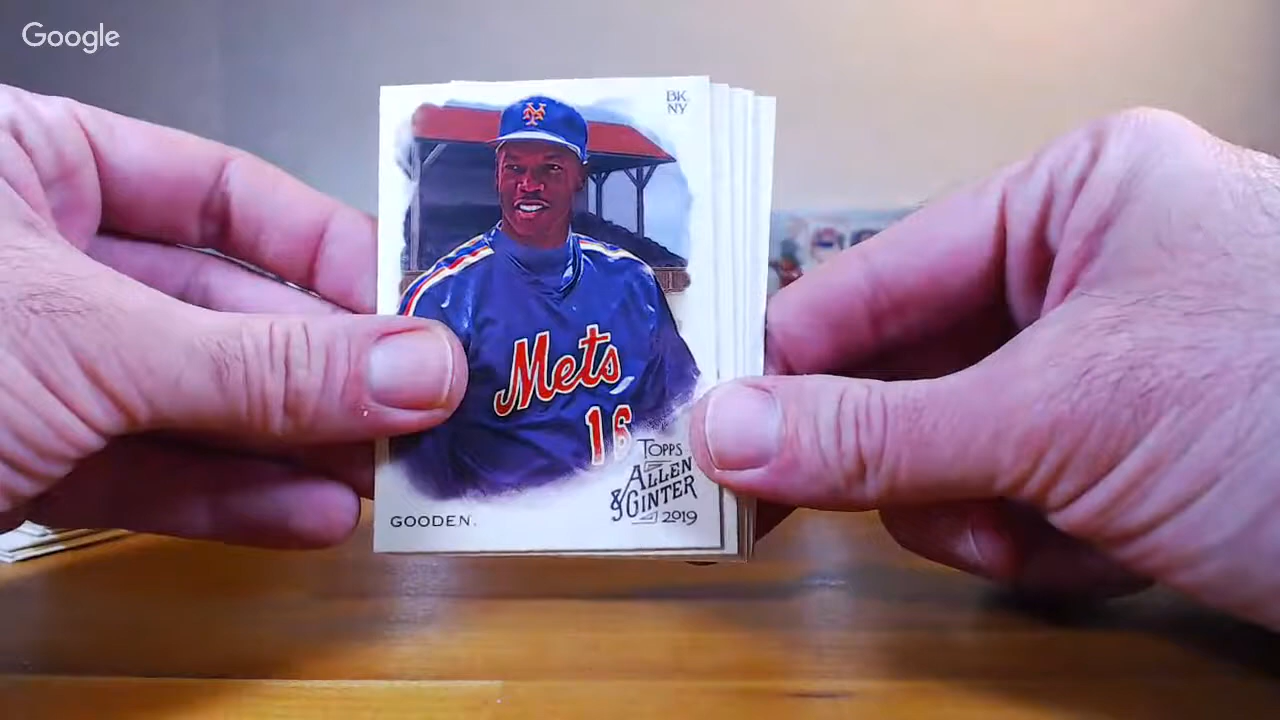 Google
BK.
NY
Mets
16
TOPPS
ALLEN
& GINTER
2019
GOODEN.